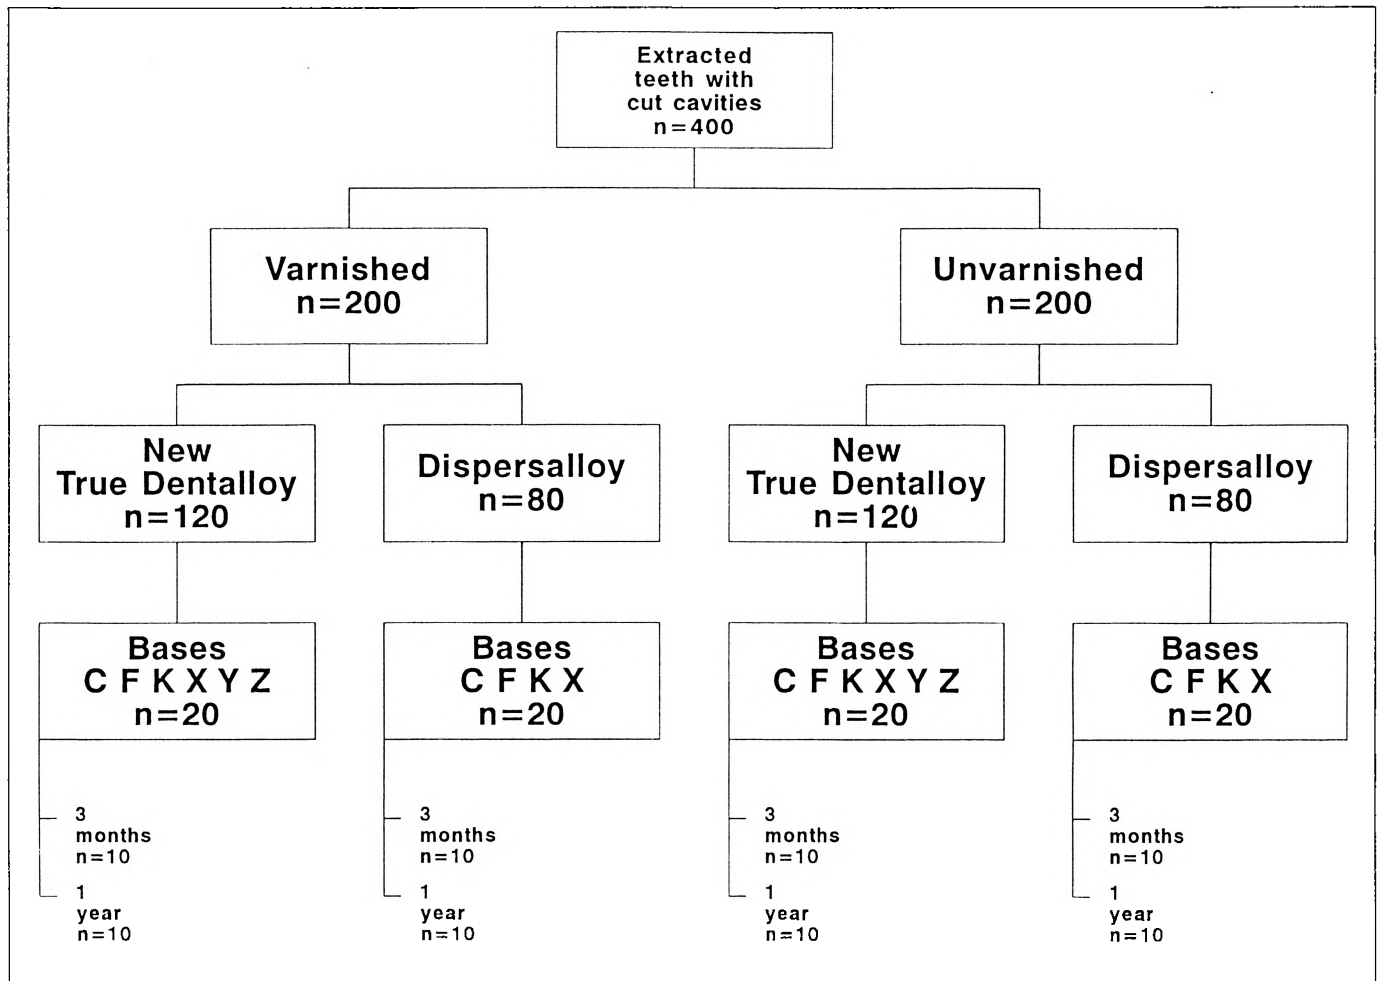 Extracted
teeth with
cut cavities
n=400
Varnished
n=200
Unvarnished
n=200
New
True Dentalloy
n=120
Dispersalloy
n=80
New
True Dentalloy
n=120
Dispersalloy
n=80
Bases
C F K X Y Z
n=20
Bases
C F K X
n=20
Bases
C F K X Y Z
n=20
Bases
C F K X
n=20
3
months
n=10
1
year
n=10
3
months
n=10
1
year
n=10
3
months
n=10
1
year
n=10
3
months
n=10
1
year
n=10